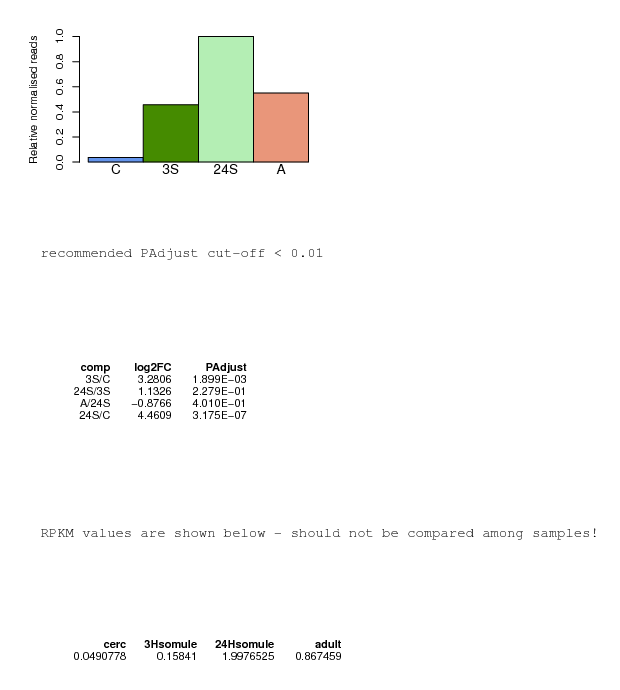 Relative normalised reads
1.0
0.8
0.6
0.4
0.2
0.0
C 3S 24S A
recommended PAdjust cut-off < 0.01
comp log2FC PAdjust
3S/C 3.2806 1.899E−03
24S/3S 1.1326 2.279E−01
A/24S −0.8766 4.010E−01
24S/C 4.4609 3.175E−07
RPKM values are shown below - should not be compared among samples!
cerc 3Hsomule 24Hsomule adult
0.0490778 0.15841 1.9976525 0.867459